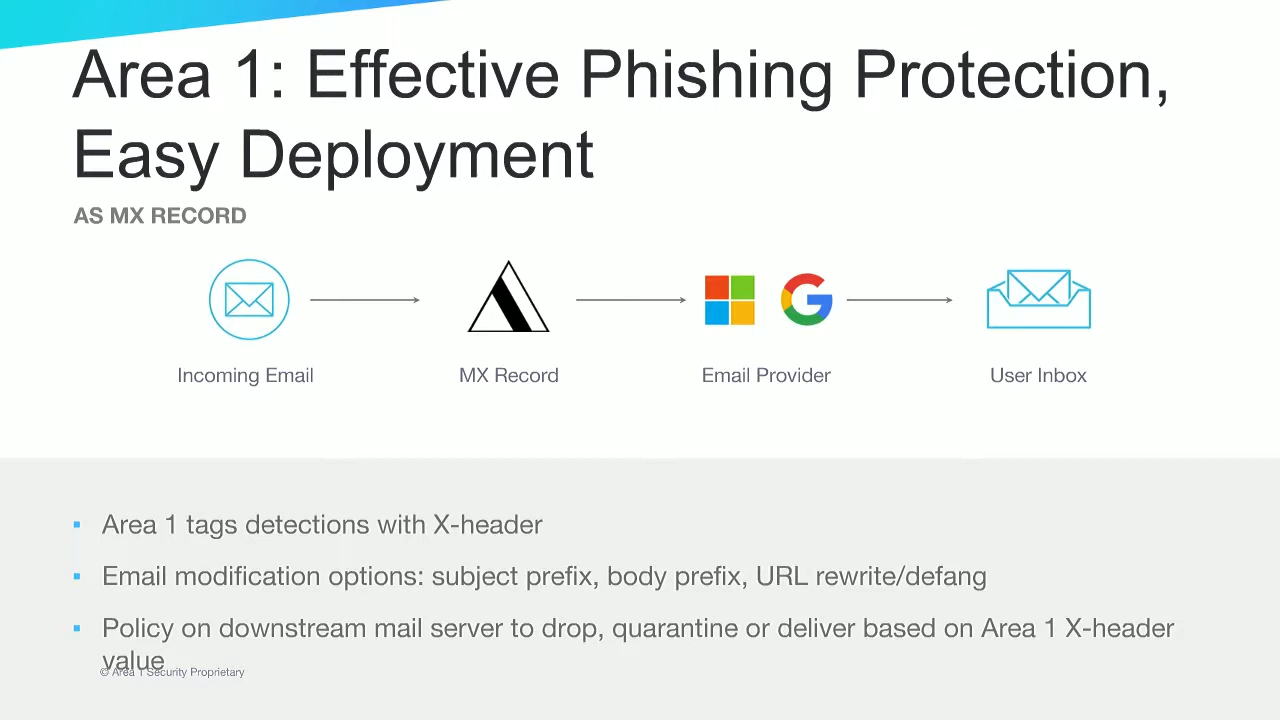 Area 1: Effective Phishing Protection,
Easy Deployment
AS MX RECORD
Incoming Email
MX Record
Email Provider
User Inbox
▪ Area 1 tags detections with X-header
▪ Email modification options: subject prefix, body prefix, URL rewrite/defang
▪ Policy on downstream mail server to drop, quarantine or deliver based on Area 1 X-header
value
© Area 1 Security Proprietary